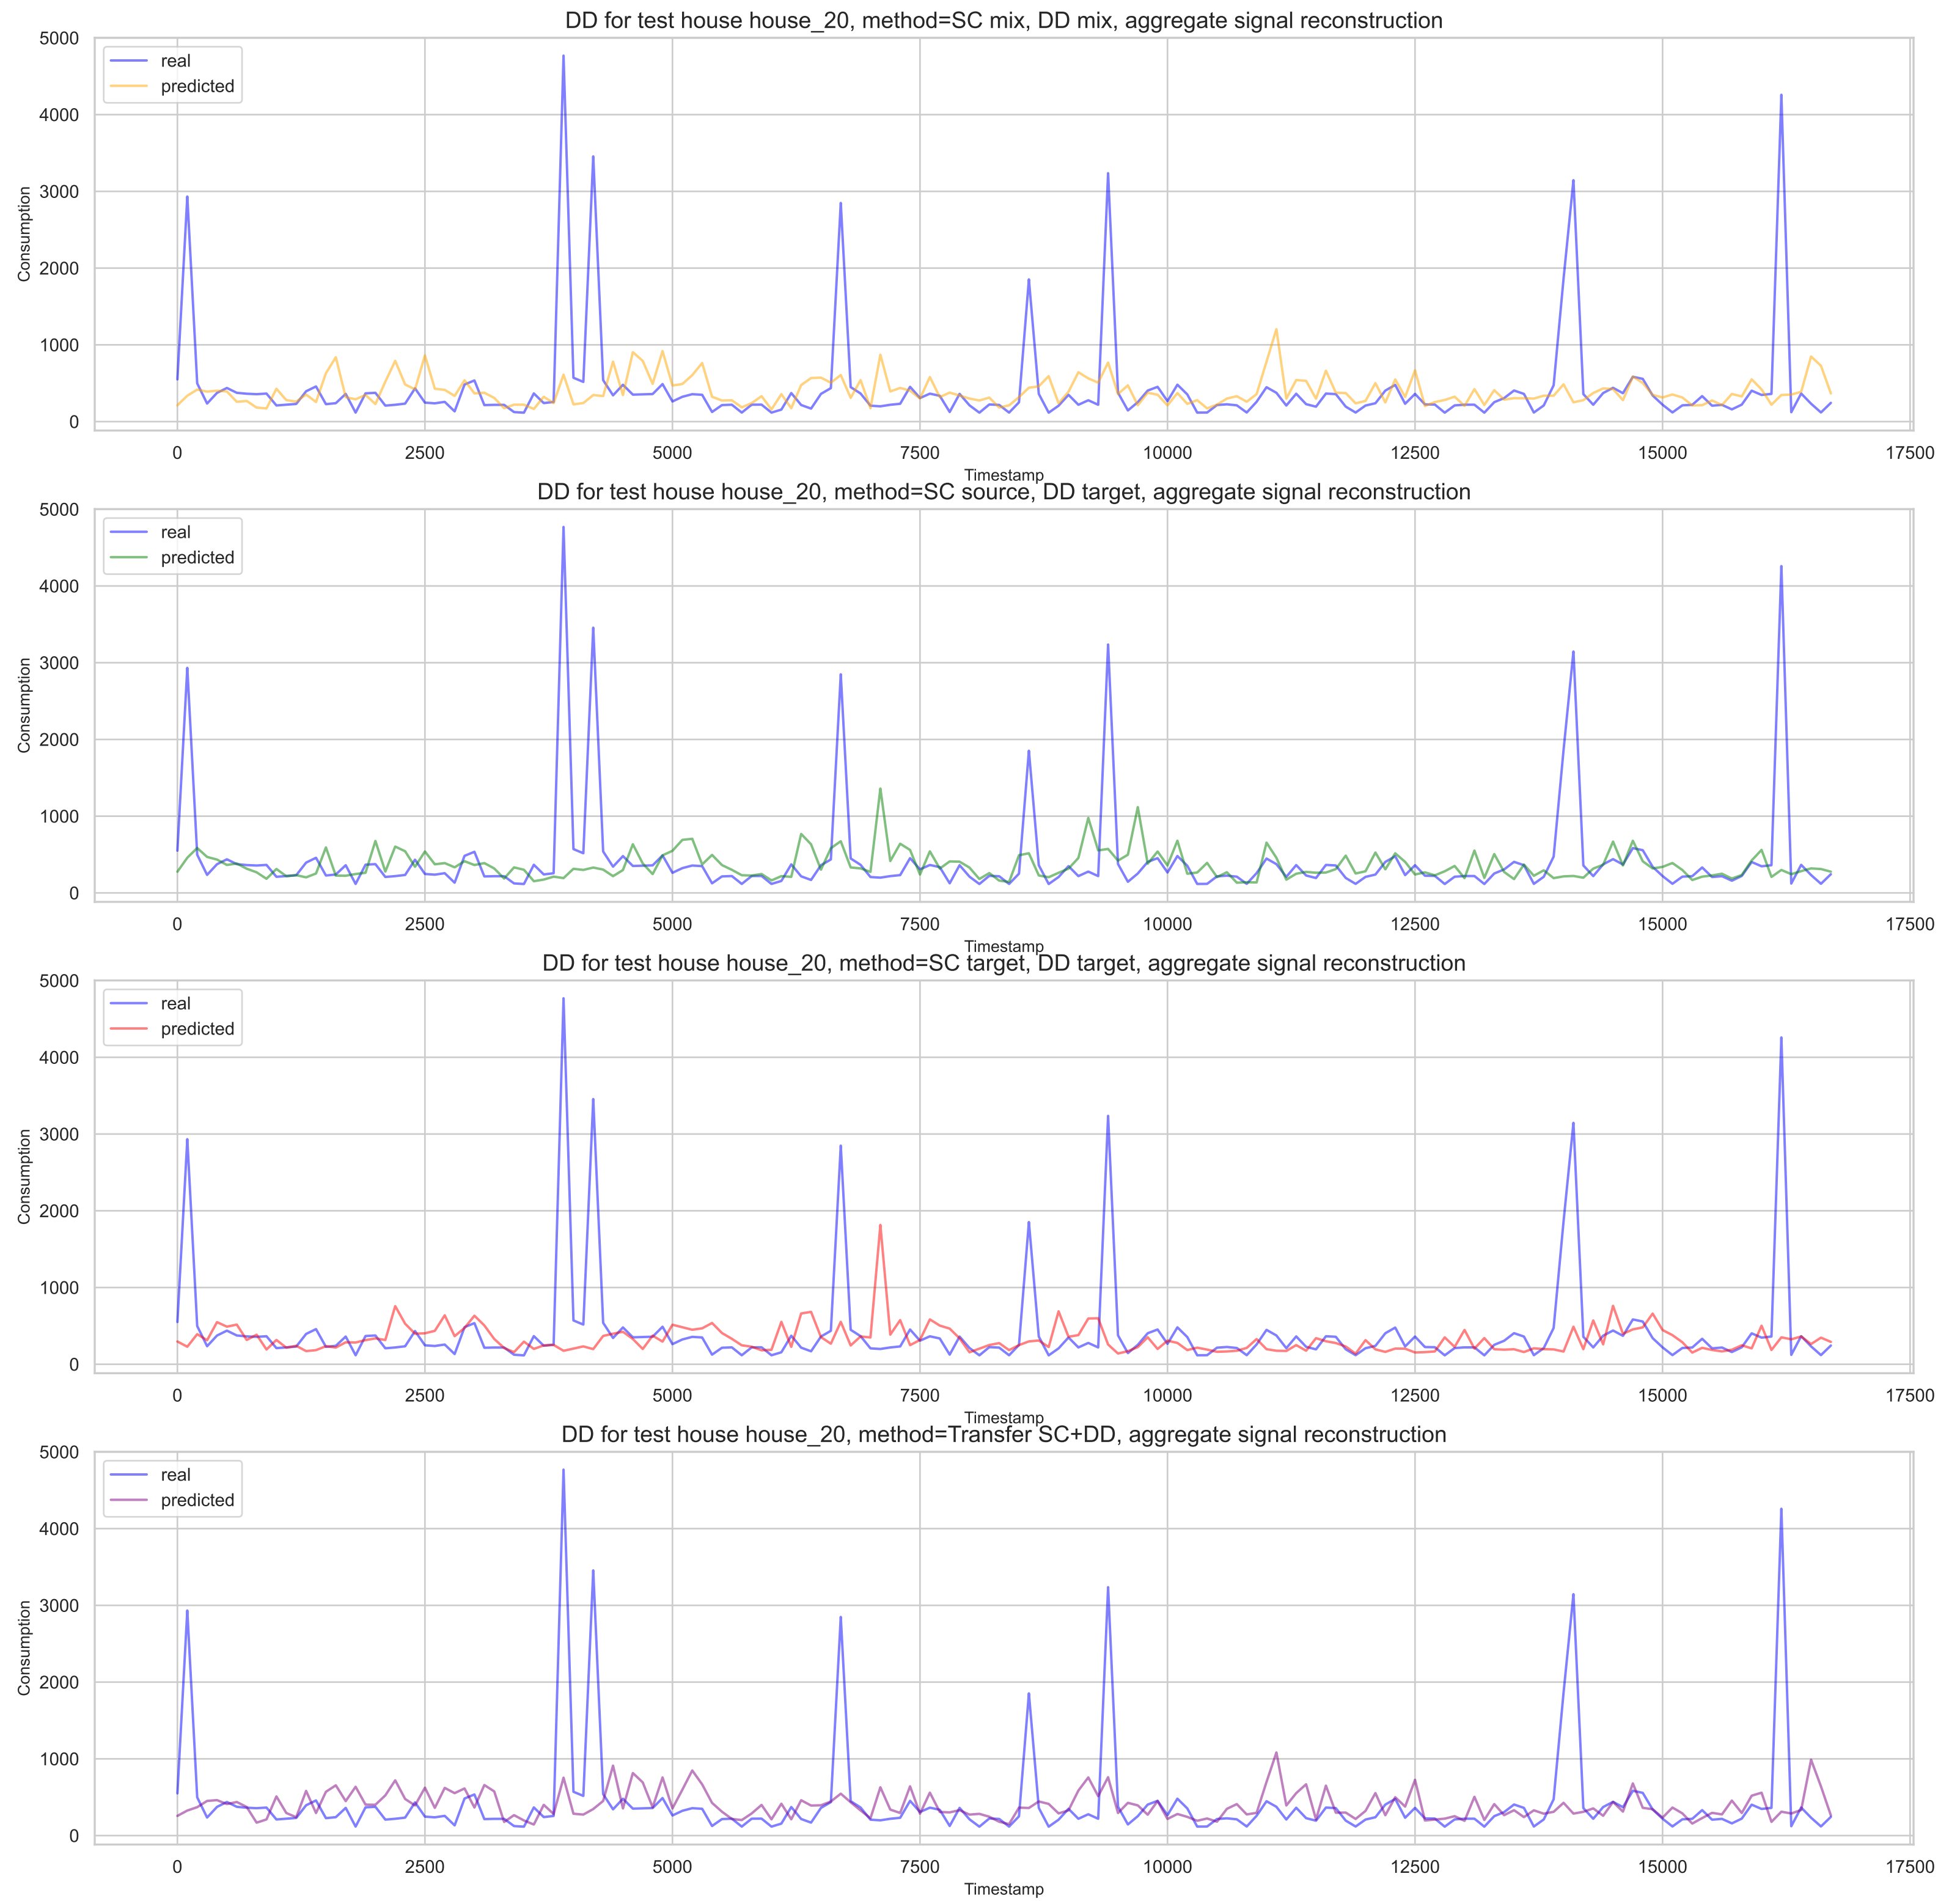 DD for test house house_20, method=SC mix, DD mix, aggregate signal reconstruction
5000
4000
3000
2000
1000
0
Consumption
real
predicted
0 2500 5000 7500 10000 12500 15000 17500
Timestamp
DD for test house house_20, method=SC source, DD target, aggregate signal reconstruction
5000
4000
3000
2000
1000
0
Consumption
real
predicted
0 2500 5000 7500 10000 12500 15000 17500
Timestamp
DD for test house house_20, method=SC target, DD target, aggregate signal reconstruction
5000
4000
3000
2000
1000
0
Consumption
real
predicted
0 2500 5000 7500 10000 12500 15000 17500
Timestamp
DD for test house house_20, method=Transfer SC+DD, aggregate signal reconstruction
5000
4000
3000
2000
1000
0
Consumption
real
predicted
0 2500 5000 7500 10000 12500 15000 17500
Timestamp